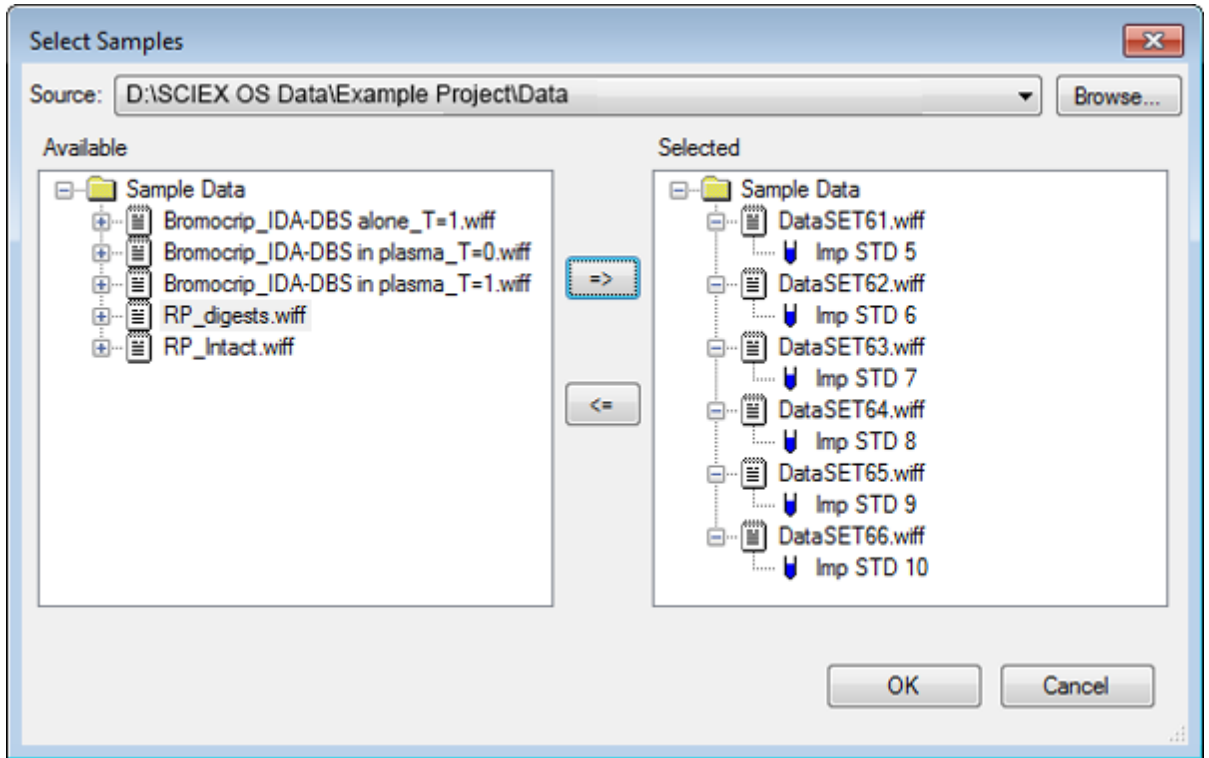 Select Samples
Source: D:\SCIEX OS Data\Example Project\Data Browse...
Available
Sample Data
Bromocrip_IDA-DBS alone_T=1.wiff
Bromocrip_IDA-DBS in plasma_T=0.wiff
Bromocrip_IDA-DBS in plasma_T=1.wiff
RP_digests.wiff
RP_Intact.wiff
=>
<=
Selected
Sample Data
DataSET61.wiff
Imp STD 5
DataSET62.wiff
Imp STD 6
DataSET63.wiff
Imp STD 7
DataSET64.wiff
Imp STD 8
DataSET65.wiff
Imp STD 9
DataSET66.wiff
Imp STD 10
OK Cancel